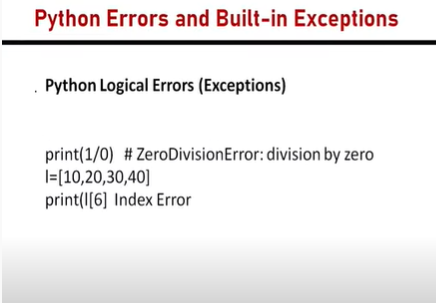 Python Errors and Built-in Exceptions
. Python Logical Errors (Exceptions)
print(1/0) # ZeroDivisionError: division by zero
l=[10,20,30,40]
print(l[6] Index Error